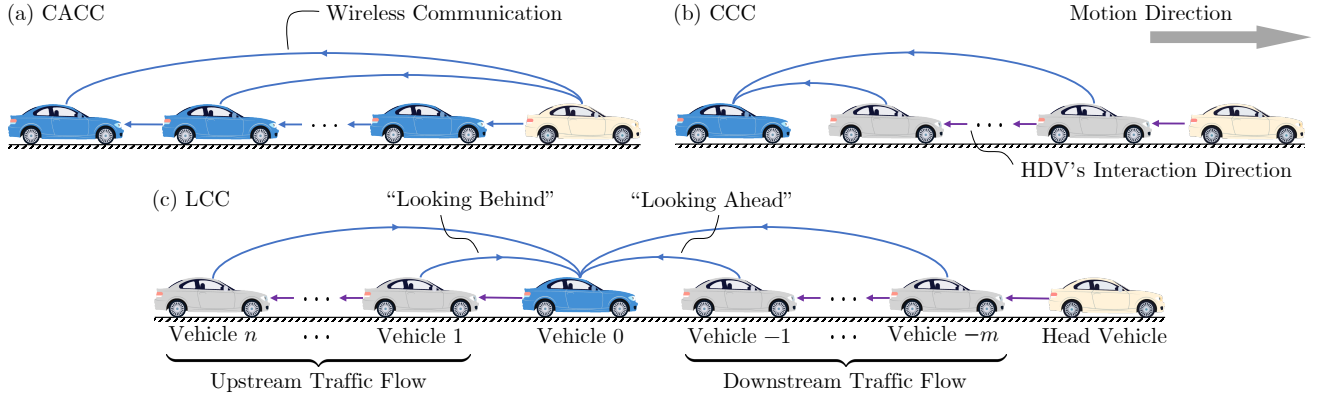 (a) CACC
Wireless Communication
(b) CCC
Motion Direction
. . .
. . .
HDV's Interaction Direction
(c) LCC
“Looking Behind”
“Looking Ahead”
. . .
. . .
Vehicle n
. . .
Vehicle 1
Vehicle 0
Vehicle −1
. . .
Vehicle −m
Head Vehicle
Upstream Traffic Flow
Downstream Traffic Flow